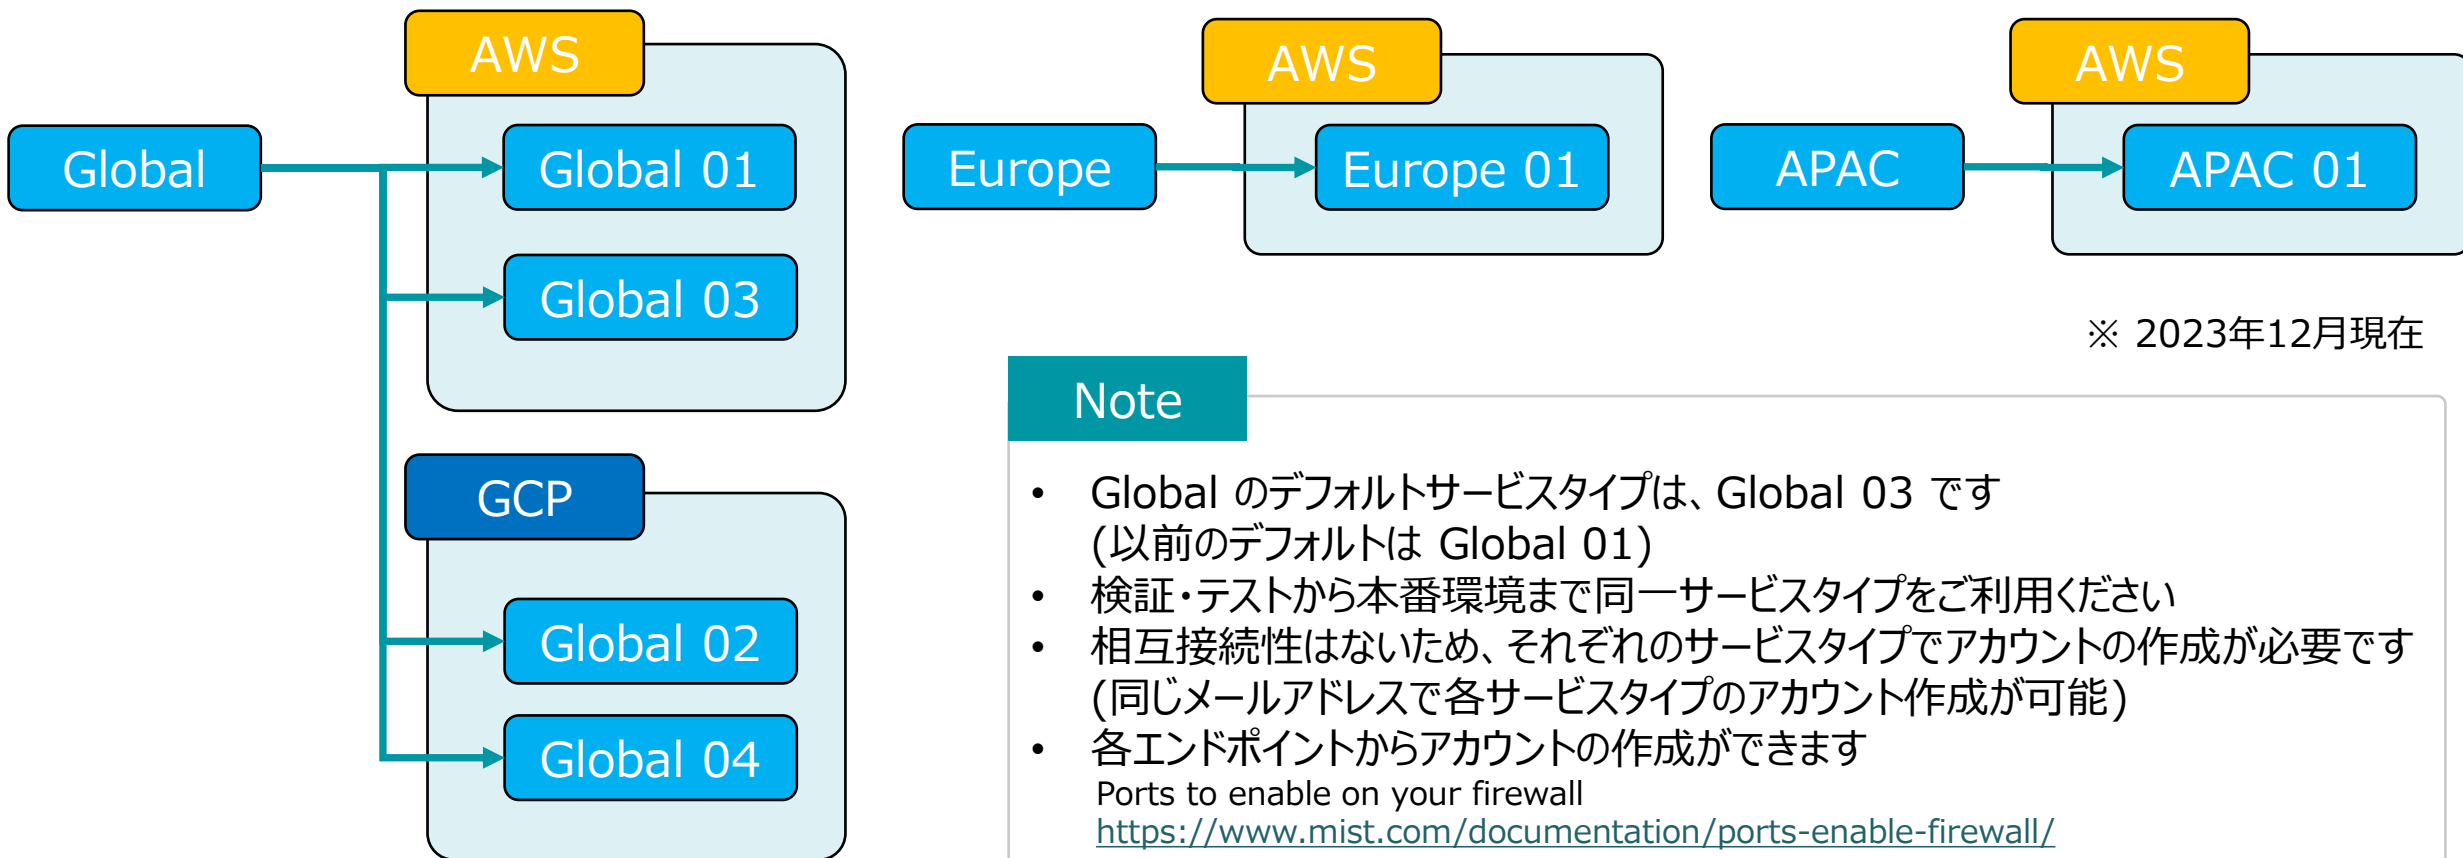 AWS
Global
Global 01
Global 03
GCP
Global 02
Global 04
AWS
Europe
Europe 01
AWS
APAC
APAC 01
※ 2023年12月現在
Note
• Global のデフォルトサービスタイプは、Global 03 です
(以前のデフォルトは Global 01)
• 検証・テストから本番環境まで同一サービスタイプをご利用ください
• 相互接続性はないため、それぞれのサービスタイプでアカウントの作成が必要です
(同じメールアドレスで各サービスタイプのアカウント作成が可能)
• 各エンドポイントからアカウントの作成ができます
Ports to enable on your firewall
https://www.mist.com/documentation/ports-enable-firewall/